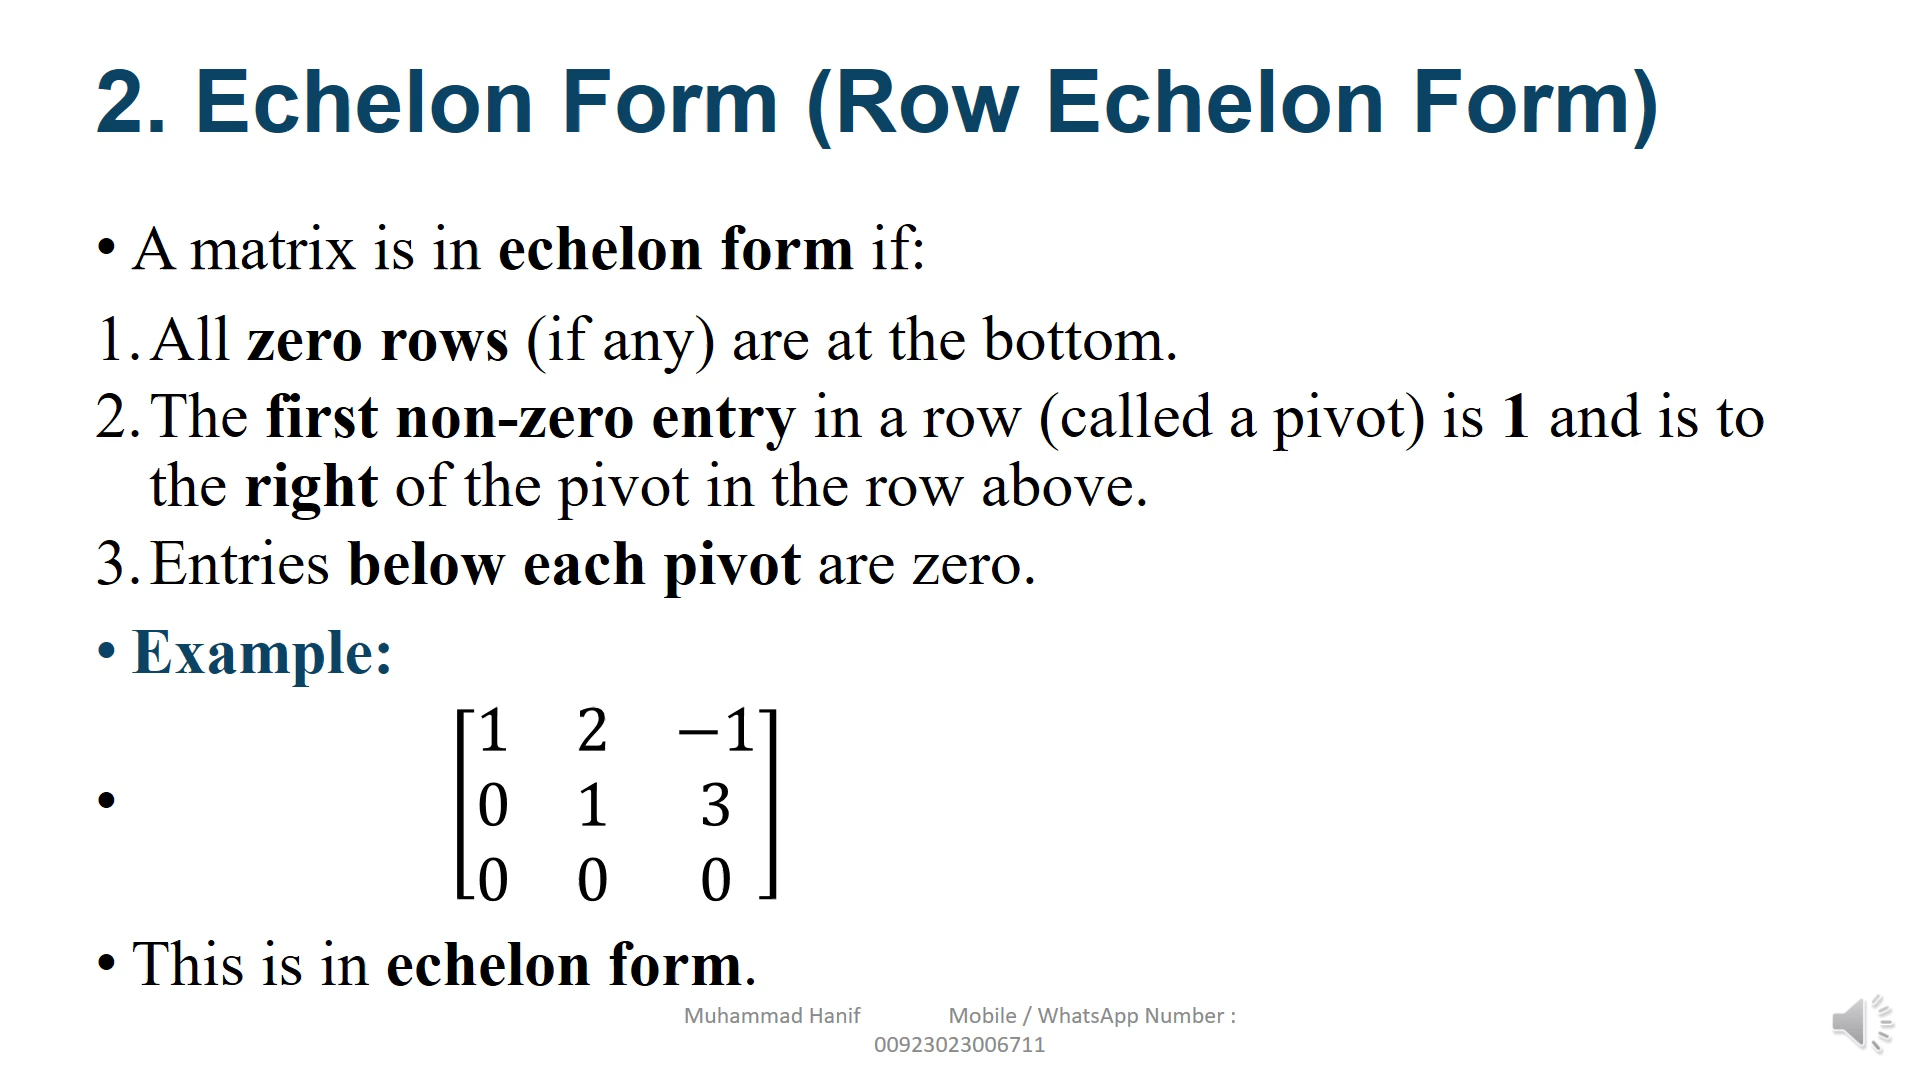 2. Echelon Form (Row Echelon Form)
• A matrix is in echelon form if:
1. All zero rows (if any) are at the bottom.
2. The first non-zero entry in a row (called a pivot) is 1 and is to
the right of the pivot in the row above.
3. Entries below each pivot are zero.
• Example:
1 2 −1
• 0 1 3
0 0 0
• This is in echelon form.
Muhammad Hanif Mobile / WhatsApp Number :
00923023006711